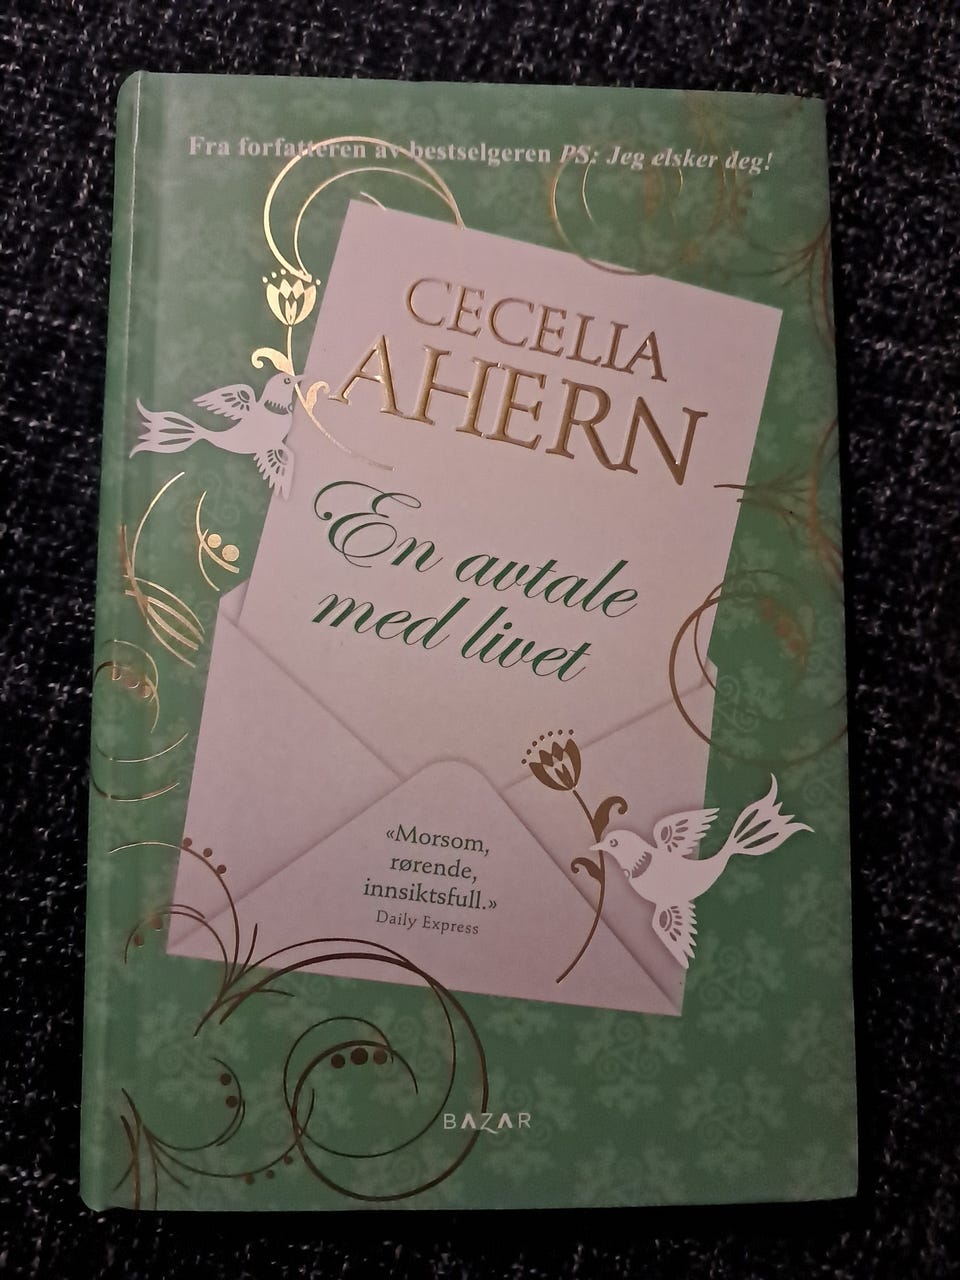 Fra forfatteren av bestselgeren PS: Jeg elsker deg!
CECELIA
AHERN
En avtale
med livet
«Morsom,
rørende,
innsiktsfull.»
Daily Express
BAZAR